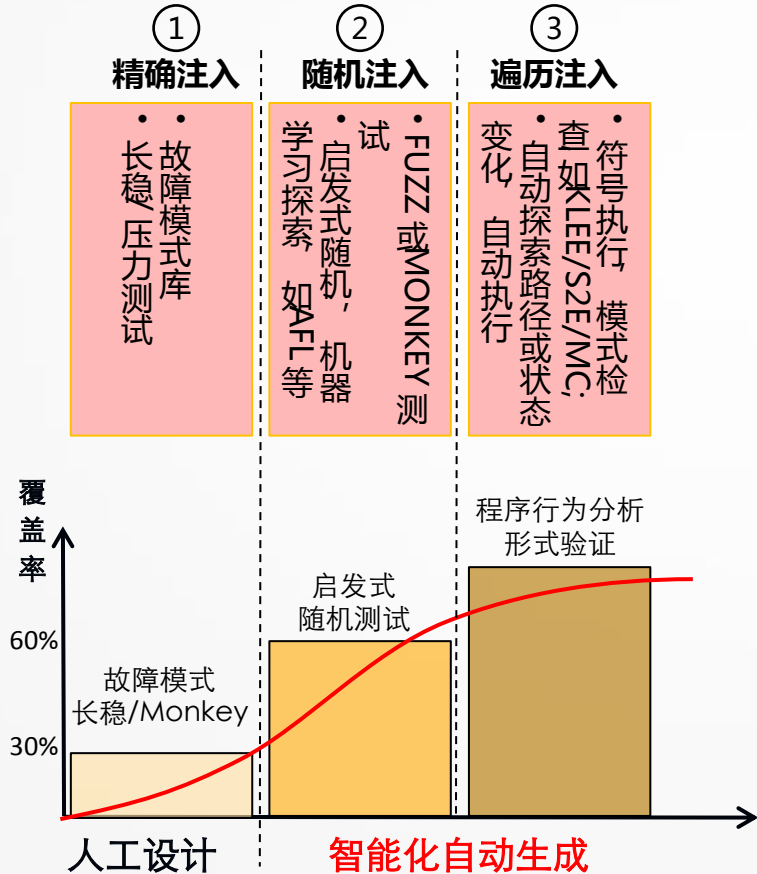 ①
精确注入
②
随机注入
③
遍历注入
• 故障模式库
• 长稳/压力测试
• FUZZ 或MONKEY 测
试
• 启发式随机，机器
学习探索，如AFL 等
• 符号执行，模式检
查，如KLEE/S2E/MC;
• 自动探索路径或状态
变化，自动执行
覆
盖
率
60%
30%
故障模式
长稳/Monkey
启发式
随机测试
程序行为分析
形式验证
人工设计
智能化自动生成